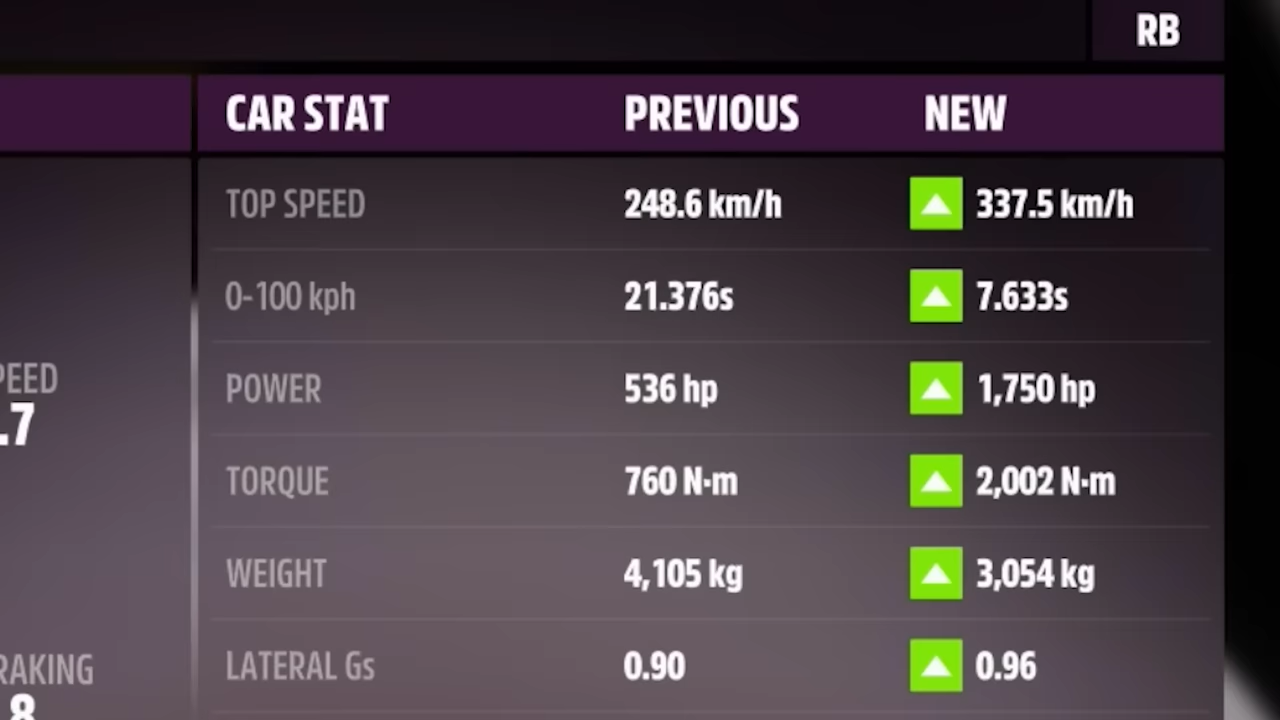 RB
CAR STAT PREVIOUS NEW
TOP SPEED 248.6 km/h 337.5 km/h
0-100 kph 21.376s 7.633s
PEED
.7
POWER 536 hp 1,750 hp
TORQUE 760 N·m 2,002 N·m
WEIGHT 4,105 kg 3,054 kg
RAKING
.8
LATERAL Gs 0.90 0.96